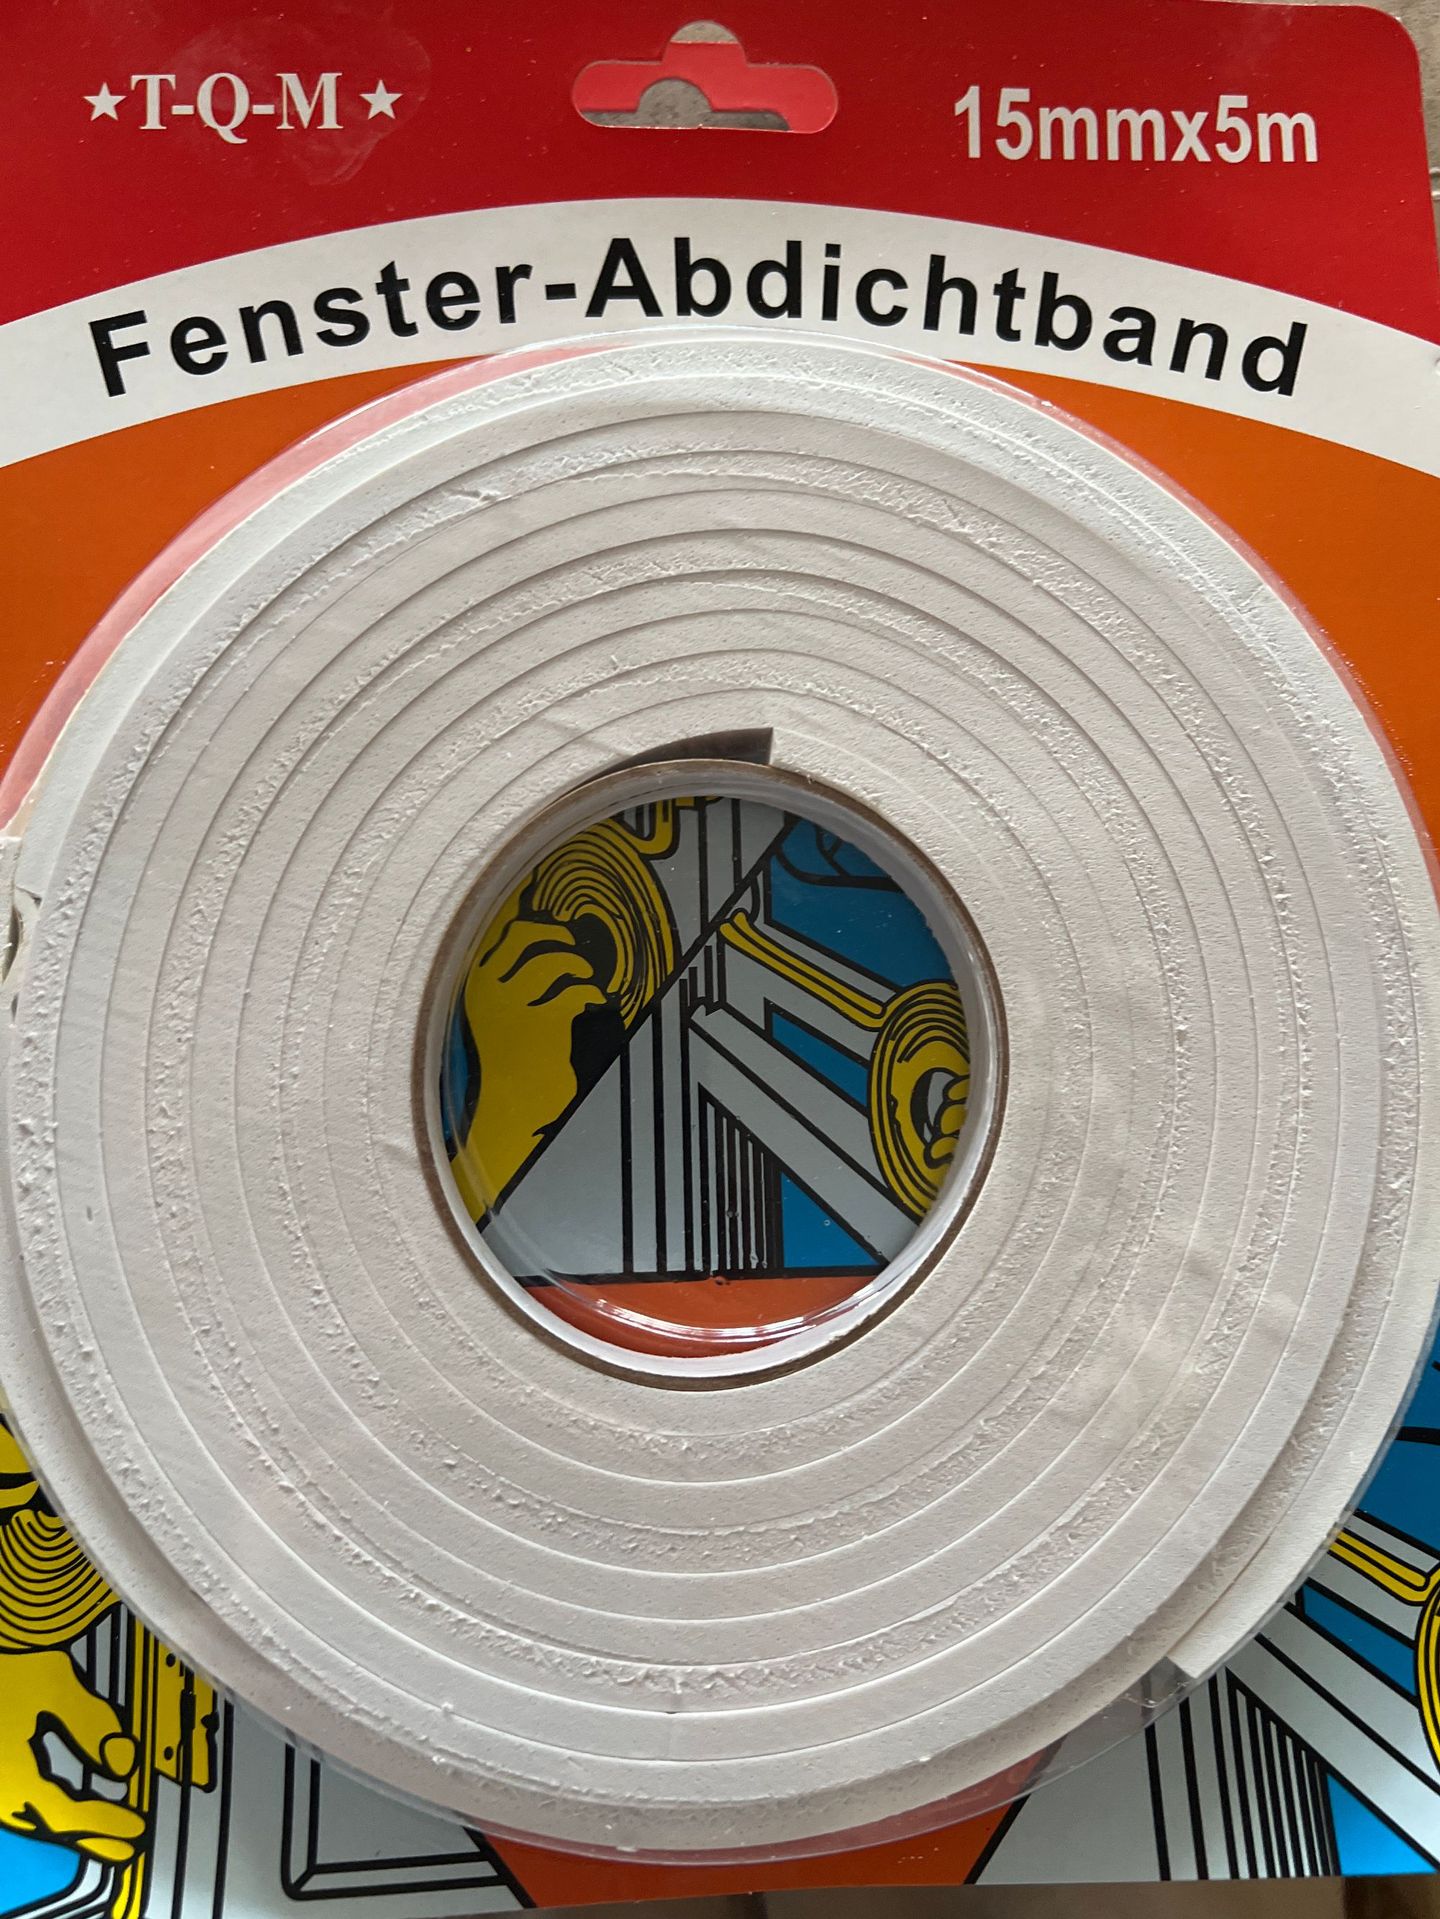 ★T-Q-M★
15mmx5m
Fenster-Abdichtband